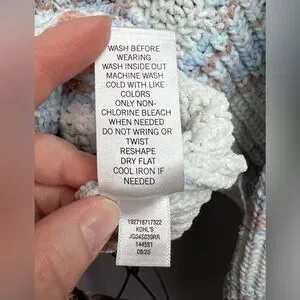 WASH BEFORE
WEARING
WASH INSIDE OUT
MACHINE WASH
COLD WITH LIKE
COLORS
ONLY NON-
CHLORINE BLEACH
WHEN NEEDED
DO NOT WRING OR
TWIST
RESHAPE
DRY FLAT
COOL IRON IF
NEEDED
192718717322
KOHL'S
JG04S039RR
144581
08/20